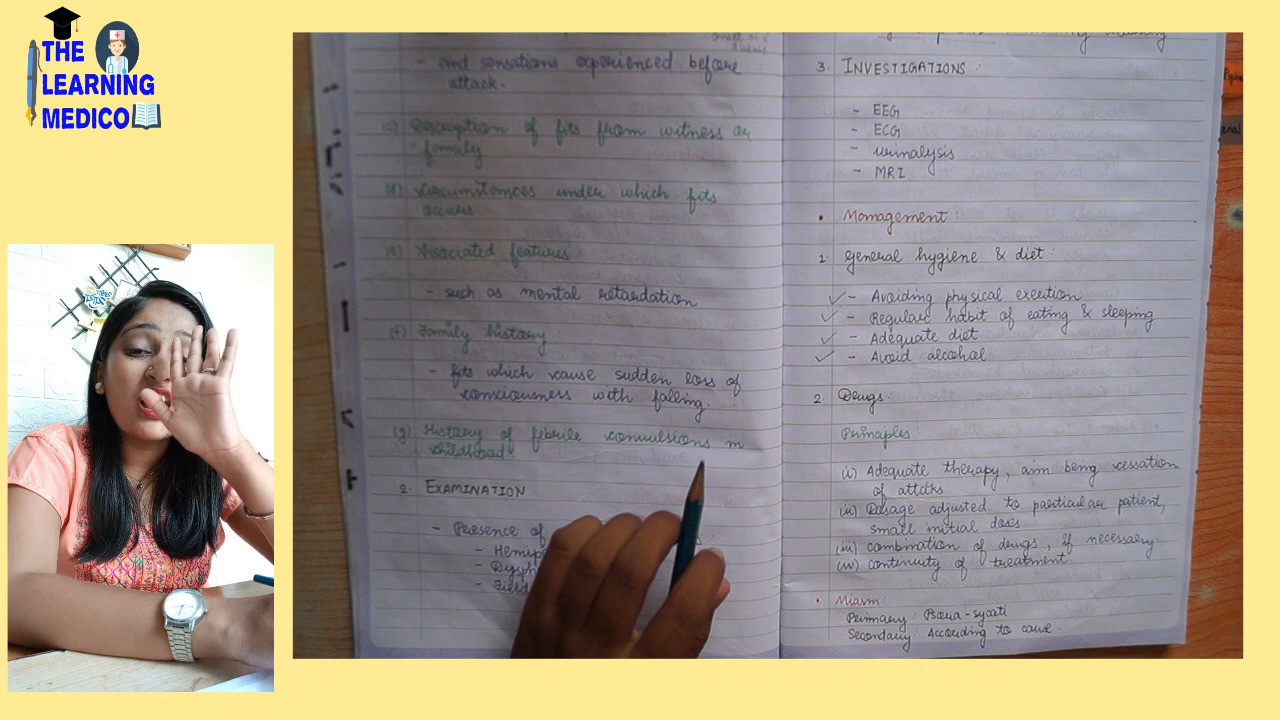 THE
LEARNING
MEDICO
- and sensations experienced before
attack.
(c) Description of fits from witness or
family
(d) Circumstances under which fits
occurs.
(e) Associated features
- such as mental retardation
(f) Family history
- fits which cause sudden loss of
consciousness with falling.
(g) History of febrile convulsions in
childhood.
2. EXAMINATION
- Presence of
- Hemip
- Dysph
- Field
3. INVESTIGATIONS :
- EEG
- ECG
- urinalysis
- MRI
• Management :
1. General hygiene & diet :
- Avoiding physical exertion
- Regular habit of eating & sleeping
- Adequate diet
- Avoid alcohol
2. Drugs :
Principles :
(i) Adequate therapy, aim being cessation
of attacks
(ii) Dosage adjusted to particular patient,
small initial doses
(iii) combination of drugs, if necessary
(iv) continuity of treatment
• Miasm :
Primary : Psora-sycoti
Secondary : According to cause.